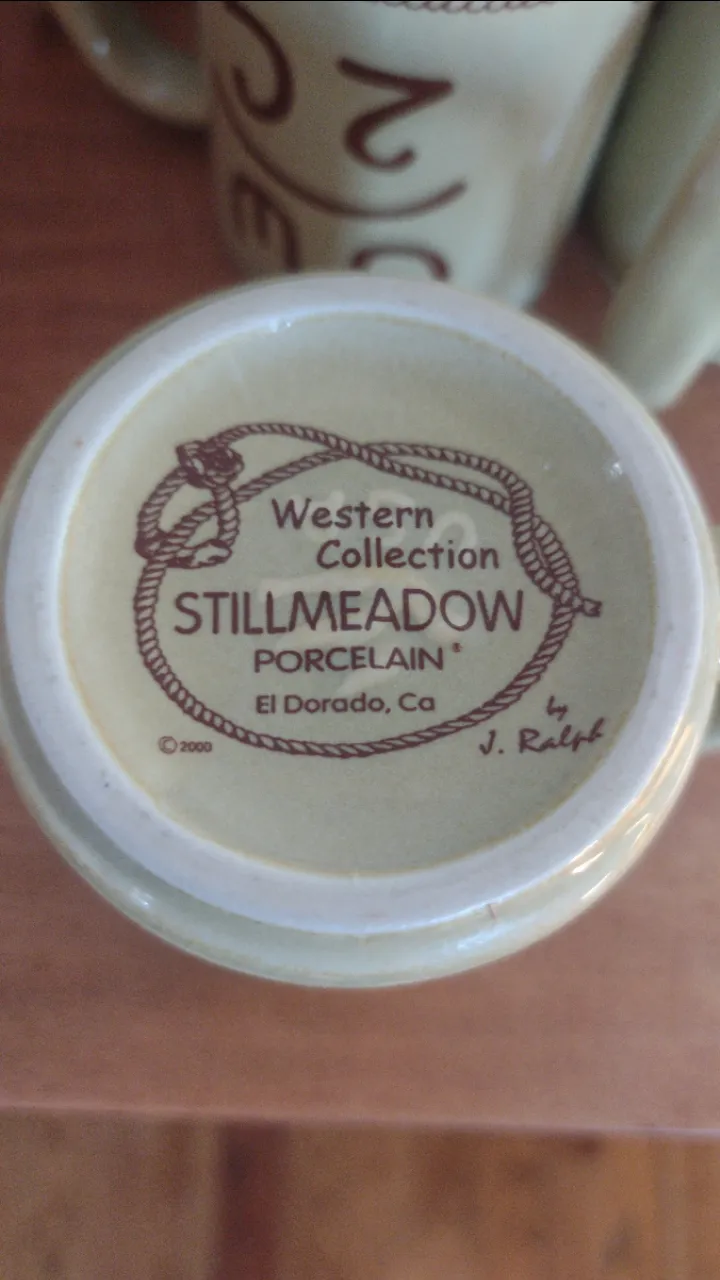 Western
Collection
STILLMEADOW
PORCELAIN®
El Dorado, Ca
by
© 2000
J. Ralph